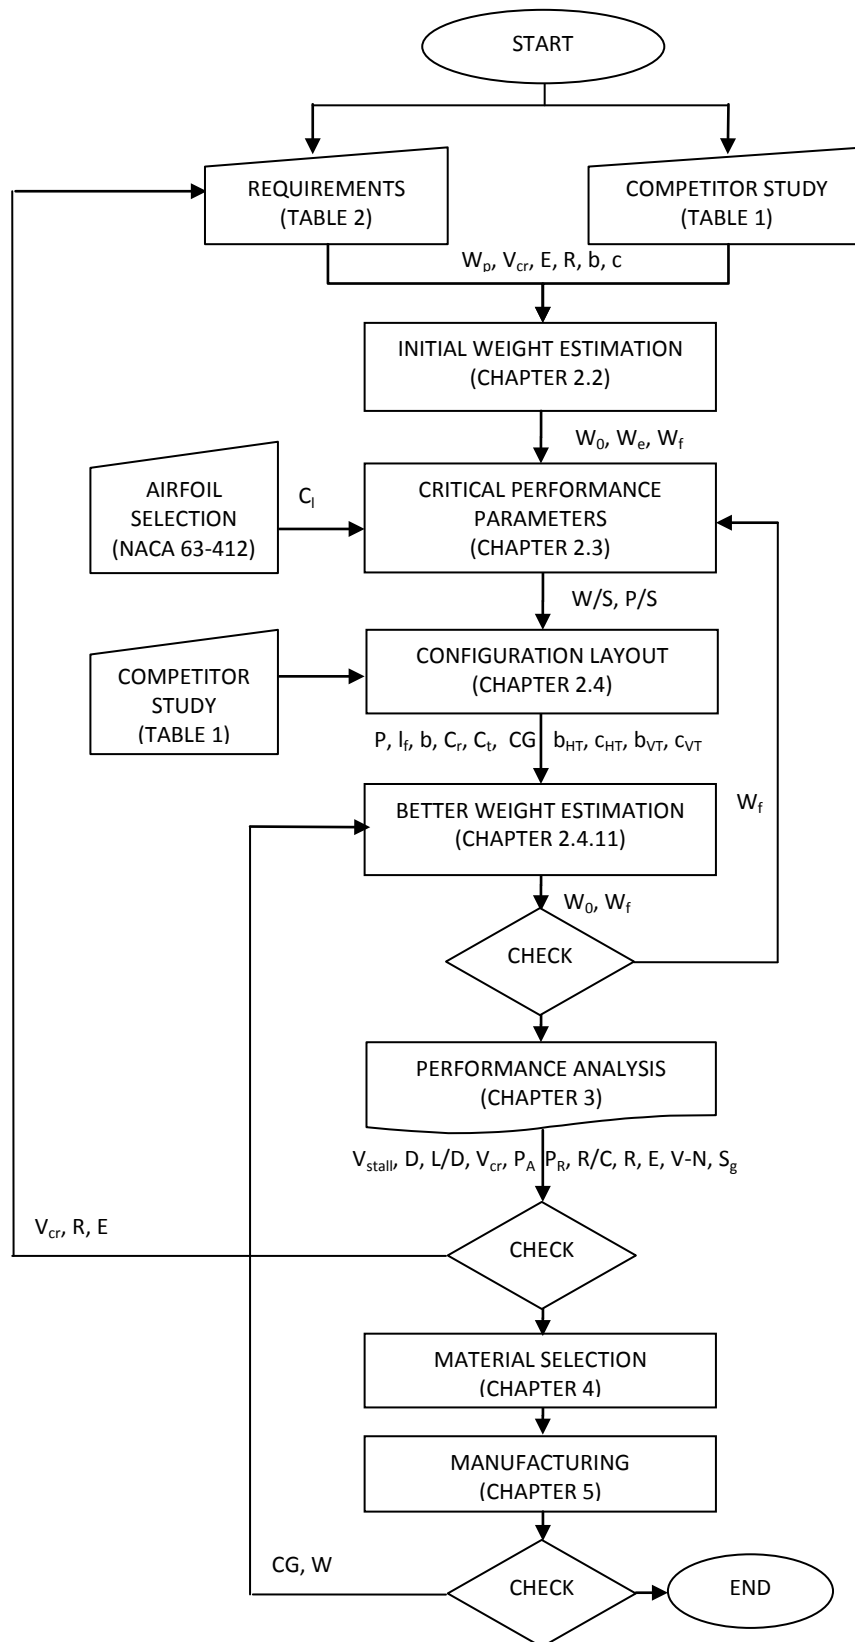 START
REQUIREMENTS
(TABLE 2)
COMPETITOR STUDY
(TABLE 1)
Wp, Vcr, E, R, b, c
INITIAL WEIGHT ESTIMATION
(CHAPTER 2.2)
W0, We, Wf
AIRFOIL
SELECTION
(NACA 63-412)
Cl
CRITICAL PERFORMANCE
PARAMETERS
(CHAPTER 2.3)
W/S, P/S
COMPETITOR
STUDY
(TABLE 1)
CONFIGURATION LAYOUT
(CHAPTER 2.4)
P, lf, b, Cr, Ct, CG bHT, cHT, bVT, cVT
BETTER WEIGHT ESTIMATION
(CHAPTER 2.4.11)
Wf
W0, Wf
CHECK
PERFORMANCE ANALYSIS
(CHAPTER 3)
Vstall, D, L/D, Vcr, PA PR, R/C, R, E, V-N, Sg
Vcr, R, E
CHECK
MATERIAL SELECTION
(CHAPTER 4)
MANUFACTURING
(CHAPTER 5)
CG, W
CHECK
END